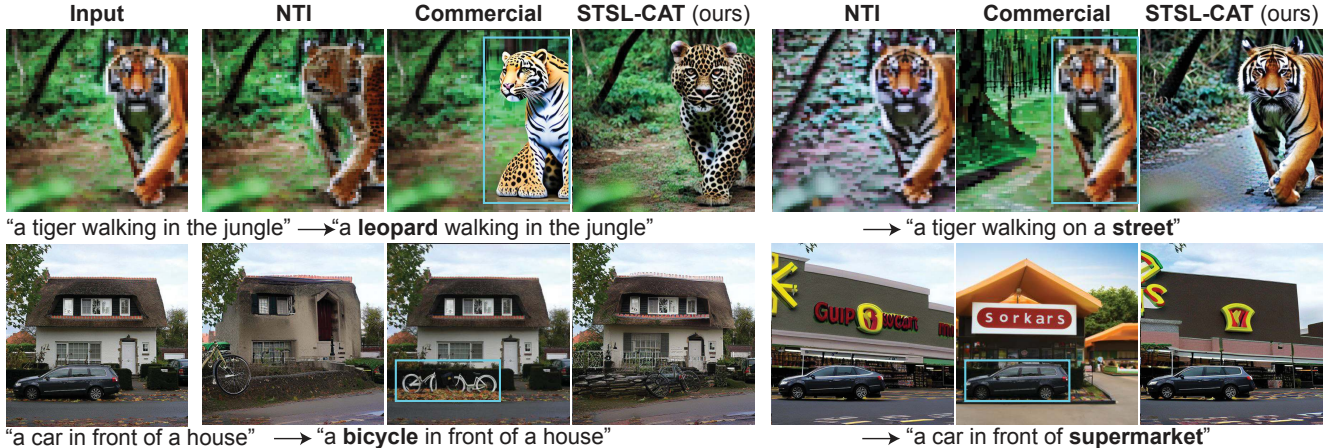 Input NTI Commercial STSL-CAT (ours) NTI Commercial STSL-CAT (ours)
“a tiger walking in the jungle” → “a leopard walking in the jungle” → “a tiger walking on a street”
sorkars
“a car in front of a house” → “a bicycle in front of a house” → “a car in front of supermarket”